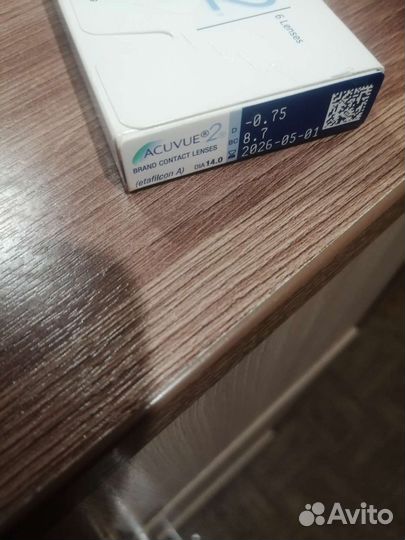 6 Lenses
ACUVUE®2
BRAND CONTACT LENSES
(etafilcon A) DIA 14.0
D -0.75
BC 8.7
2026-05-01
Avito